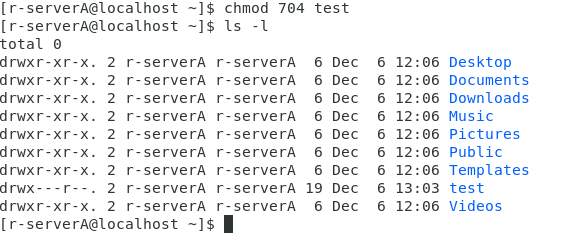 [r-serverA@localhost ~]$ chmod 704 test
[r-serverA@localhost ~]$ ls -l
total 0
drwxr-xr-x. 2 r-serverA r-serverA  6 Dec  6 12:06 Desktop
drwxr-xr-x. 2 r-serverA r-serverA  6 Dec  6 12:06 Documents
drwxr-xr-x. 2 r-serverA r-serverA  6 Dec  6 12:06 Downloads
drwxr-xr-x. 2 r-serverA r-serverA  6 Dec  6 12:06 Music
drwxr-xr-x. 2 r-serverA r-serverA  6 Dec  6 12:06 Pictures
drwxr-xr-x. 2 r-serverA r-serverA  6 Dec  6 12:06 Public
drwxr-xr-x. 2 r-serverA r-serverA  6 Dec  6 12:06 Templates
drwx---r--. 2 r-serverA r-serverA 19 Dec  6 13:03 test
drwxr-xr-x. 2 r-serverA r-serverA  6 Dec  6 12:06 Videos
[r-serverA@localhost ~]$